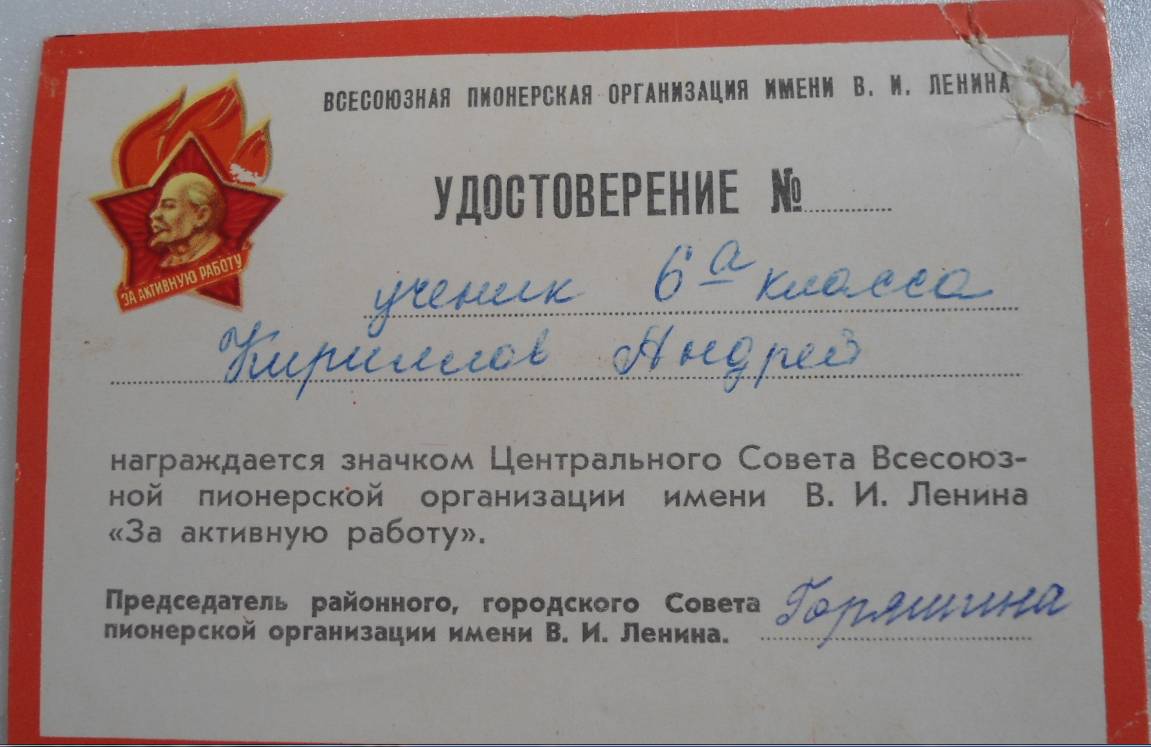 ВСЕСОЮЗНАЯ ПИОНЕРСКАЯ ОРГАНИЗАЦИЯ ИМЕНИ В. И. ЛЕНИНА
УДОСТОВЕРЕНИЕ №
ЗА АКТИВНУЮ РАБОТУ
ученик 6а класса
Кириллов Андрей
награждается значком Центрального Совета Всесоюз-
ной пионерской организации имени В. И. Ленина
«За активную работу».
Председатель районного, городского Совета
пионерской организации имени В. И. Ленина.
Горяшина